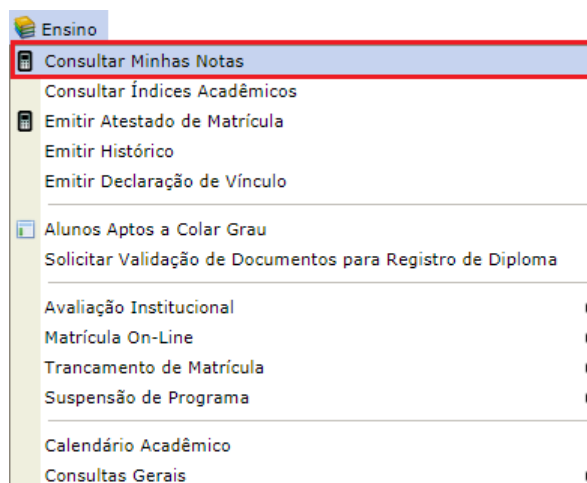 Ensino
Consultar Minhas Notas
Consultar Índices Acadêmicos
Emitir Atestado de Matrícula
Emitir Histórico
Emitir Declaração de Vínculo
Alunos Aptos a Colar Grau
Solicitar Validação de Documentos para Registro de Diploma
Avaliação Institucional
Matrícula On-Line
Trancamento de Matrícula
Suspensão de Programa
Calendário Acadêmico
Consultas Gerais